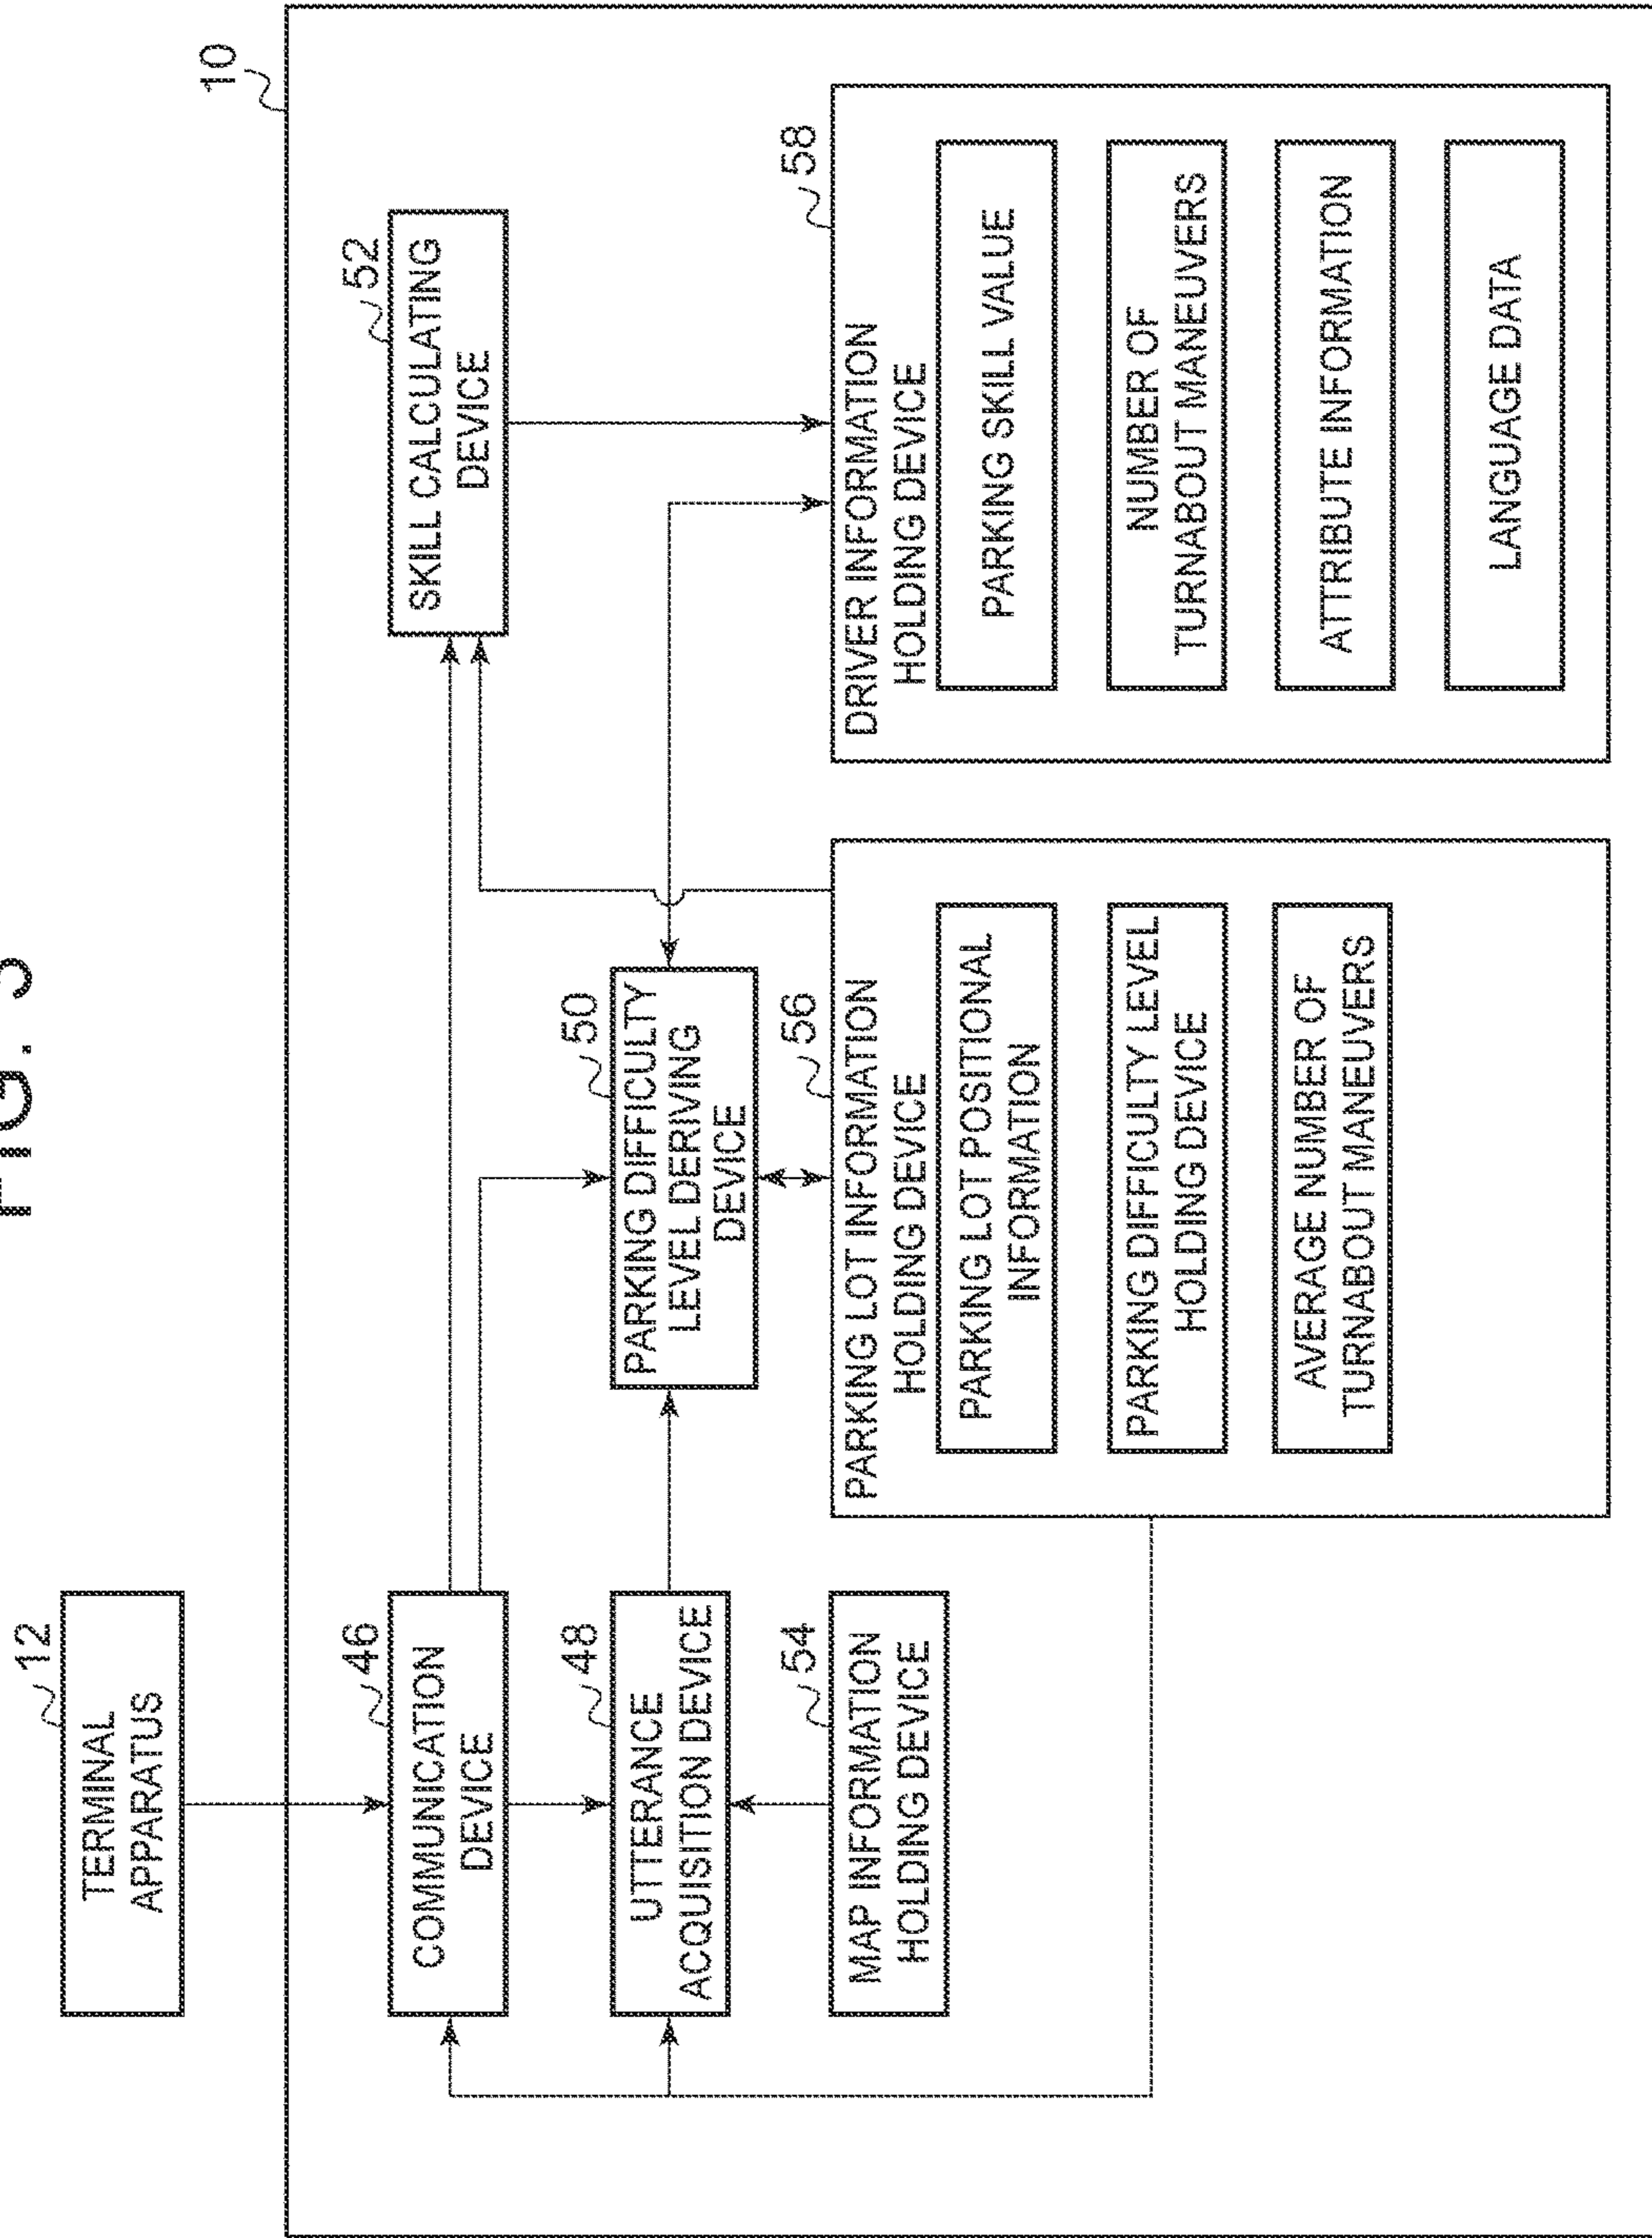 FIG. 3
10
12
TERMINAL
APPARATUS
46
COMMUNICATION
DEVICE
52
SKILL CALCULATING
DEVICE
48
UTTERANCE
ACQUISITION DEVICE
50
PARKING DIFFICULTY
LEVEL DERIVING
DEVICE
54
MAP INFORMATION
HOLDING DEVICE
56
PARKING LOT INFORMATION
HOLDING DEVICE
PARKING LOT POSITIONAL
INFORMATION
PARKING DIFFICULTY LEVEL
HOLDING DEVICE
AVERAGE NUMBER OF
TURNABOUT MANEUVERS
58
DRIVER INFORMATION
HOLDING DEVICE
PARKING SKILL VALUE
NUMBER OF
TURNABOUT MANEUVERS
ATTRIBUTE INFORMATION
LANGUAGE DATA